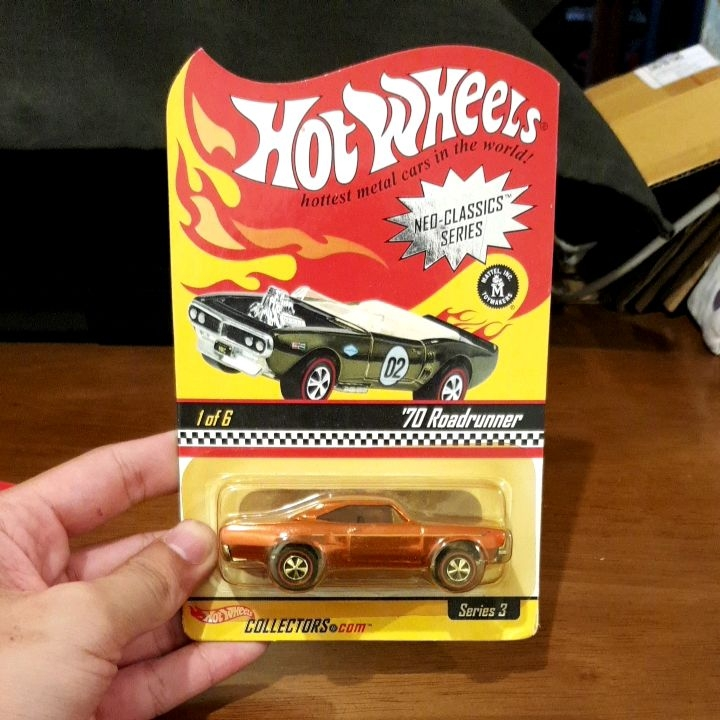 HOT WHEELS®
hottest metal cars in the world!
NEO-CLASSICS™
SERIES
MATTEL, INC.
M
TOYMAKERS
02
1 of 6
'70 Roadrunner
Series 3
HOT WHEELS
COLLECTORS.com™